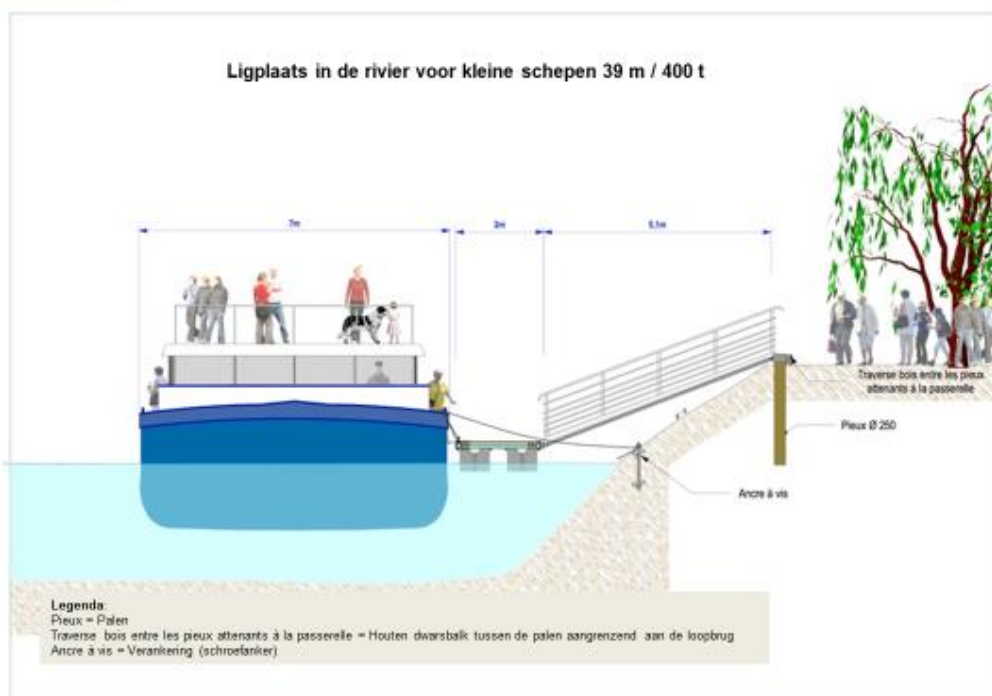 Ligplaats in de rivier voor kleine schepen 39 m / 400 t
7m
2m
5,1m
Traverse bois entre les pieux
attenants à la passerelle
Pieux Ø 250
Ancre à vis
Legenda:
Pieux = Palen
Traverse bois entre les pieux attenants à la passerelle = Houten dwarsbalk tussen de palen aangrenzend aan de loopbrug
Ancre à vis = Verankering (schroefanker)